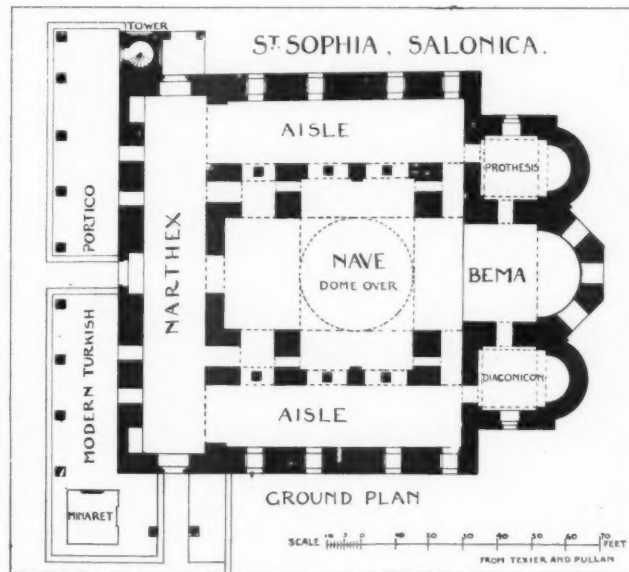 TOWER
ST SOPHIA, SALONICA.
AISLE
PROTHESIS
PORTICO
NARTHEX
NAVE
DOME OVER
BEMA
MODERN TURKISH
DIACONICON
AISLE
MINARET
GROUND PLAN
SCALE 10 5 0 10 20 30 40 50 60 70 FEET
FROM TEXIER AND PULLAN